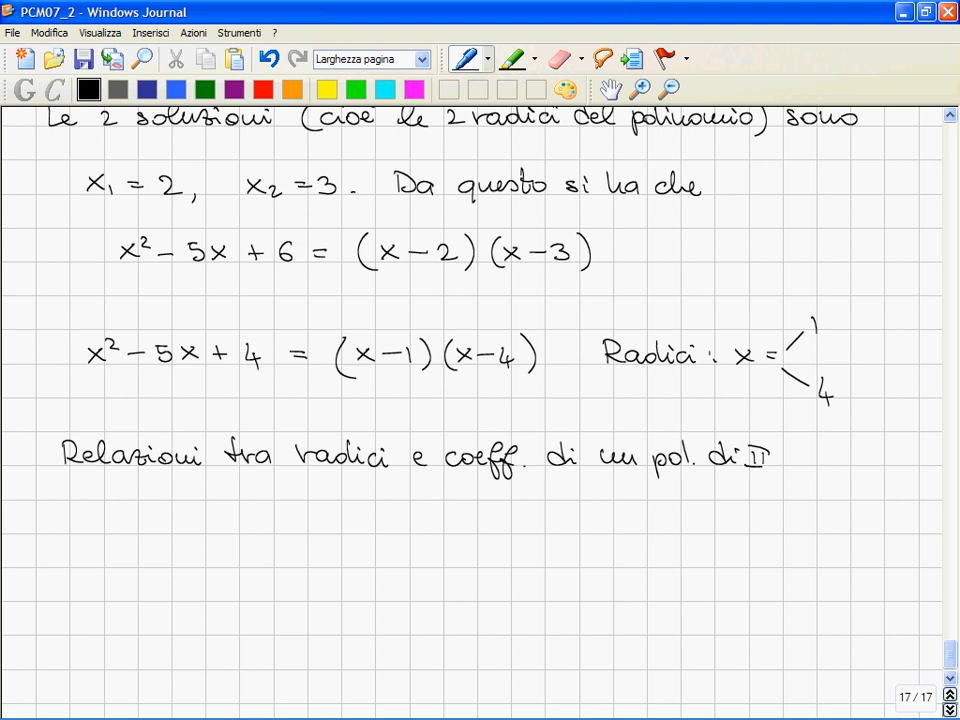 PCM07_2 - Windows Journal
File Modifica Visualizza Inserisci Azioni Strumenti ?
Larghezza pagina
G C
Le 2 soluzioni (cioè le 2 radici del polinomio) sono
x₁ = 2, x₂ = 3. Da questo si ha che
x² - 5x + 6 = (x - 2) (x - 3)
x² - 5x + 4 = (x - 1) (x - 4) Radici: x = 1
4
Relazioni tra radici e coeff. di un pol. di II
17 / 17